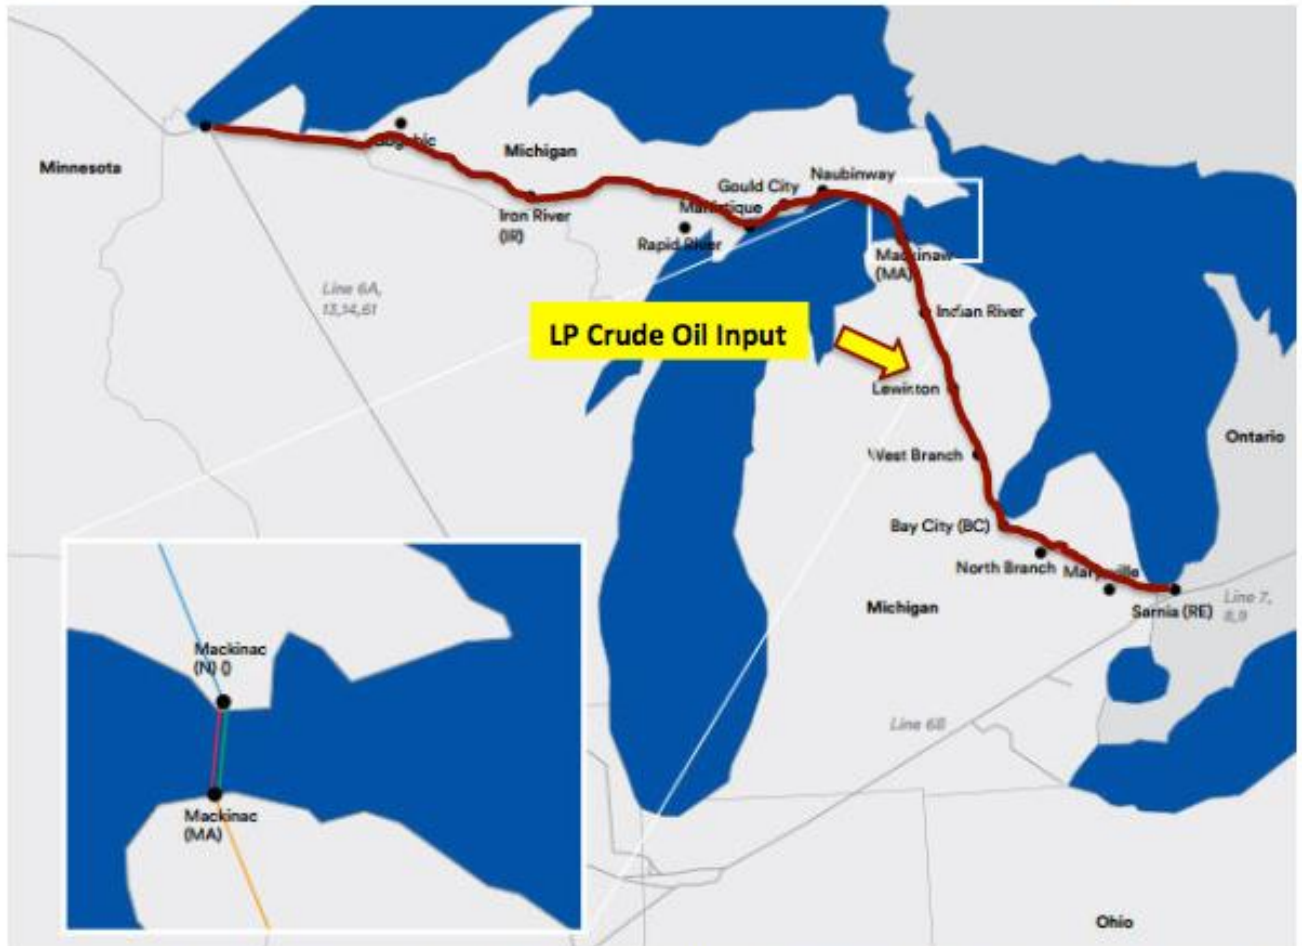 Minnesota
Michigan
Gould City
Naubinway
Iron River
(IR)
Rapid River
Mackinaw
(MA)
Line 6A,
13,14,61
LP Crude Oil Input
Indian River
West Branch
Ontario
Bay City (BC)
North Branch
Marysville
Michigan
Sarnia (RE)
Line 7,
8,9
Mackinac
(N) ()
Line 6B
Mackinac
(MA)
Ohio